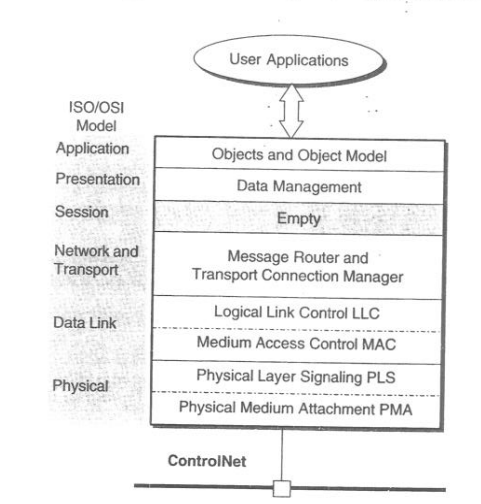 User Applications
ISO/OSI
Model
Application
Objects and Object Model
Presentation
Data Management
Session
Empty
Network and
Transport
Message Router and
Transport Connection Manager
Data Link
Logical Link Control LLC
Medium Access Control MAC
Physical
Physical Layer Signaling PLS
Physical Medium Attachment PMA
ControlNet